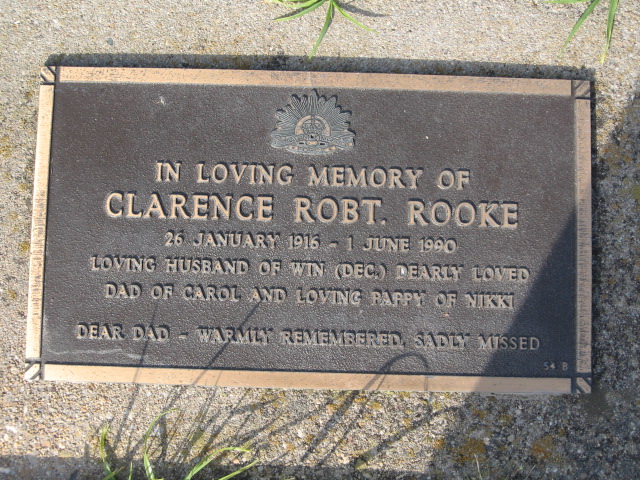 IN LOVING MEMORY OF
CLARENCE ROBT. ROOKE
26 JANUARY 1916 - 1 JUNE 1990
LOVING HUSBAND OF WIN (DEC.) DEARLY LOVED
DAD OF CAROL AND LOVING PAPPY OF NIKKI
DEAR DAD - WARMLY REMEMBERED, SADLY MISSED
54 B